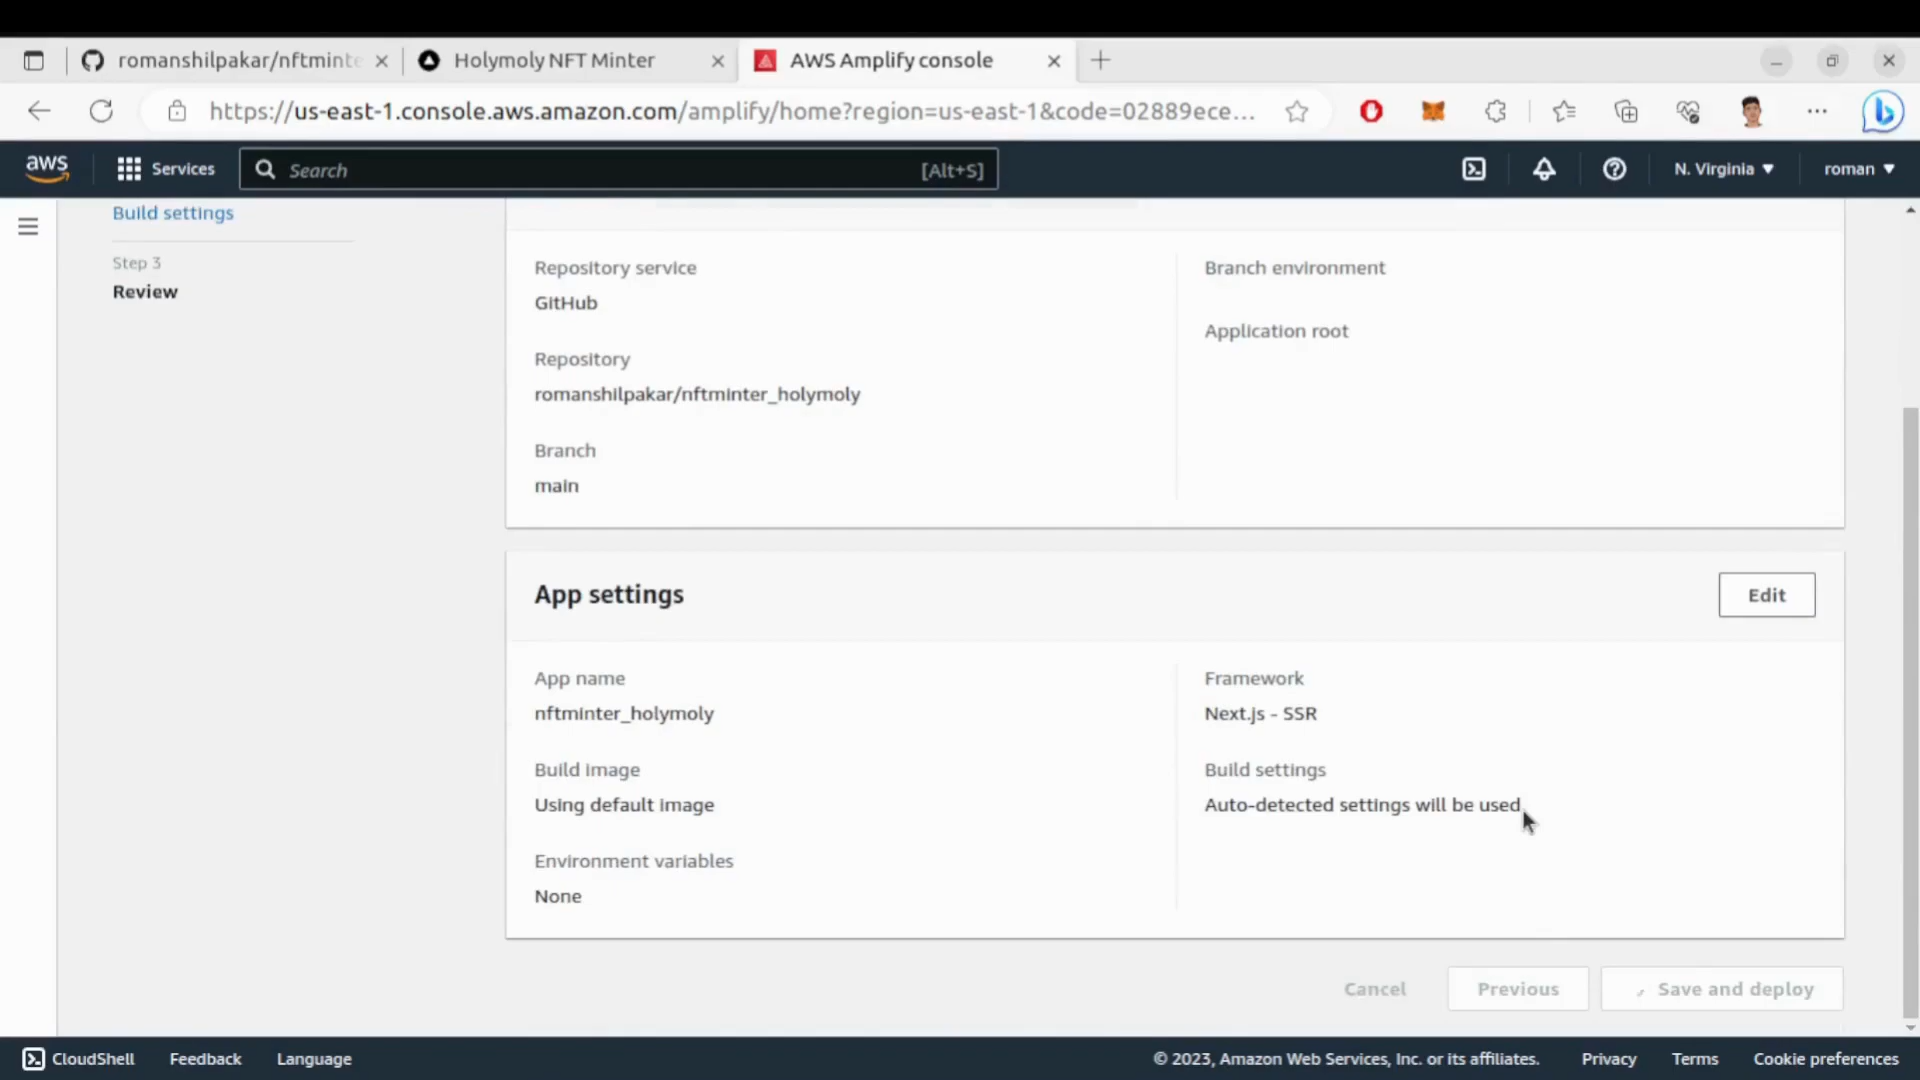 romanshilpakar/nftminte
Holymoly NFT Minter
AWS Amplify console
https://us-east-1.console.aws.amazon.com/amplify/home?region=us-east-1&code=02889ece...
aws
Services
Search
[Alt+S]
N. Virginia
roman
Build settings
Step 3
Review
Repository service
GitHub
Repository
romanshilpakar/nftminter_holymoly
Branch
main
Branch environment
Application root
App settings
Edit
App name
nftminter_holymoly
Build image
Using default image
Environment variables
None
Framework
Next.js - SSR
Build settings
Auto-detected settings will be used
Cancel
Previous
Save and deploy
CloudShell
Feedback
Language
© 2023, Amazon Web Services, Inc. or its affiliates.
Privacy
Terms
Cookie preferences